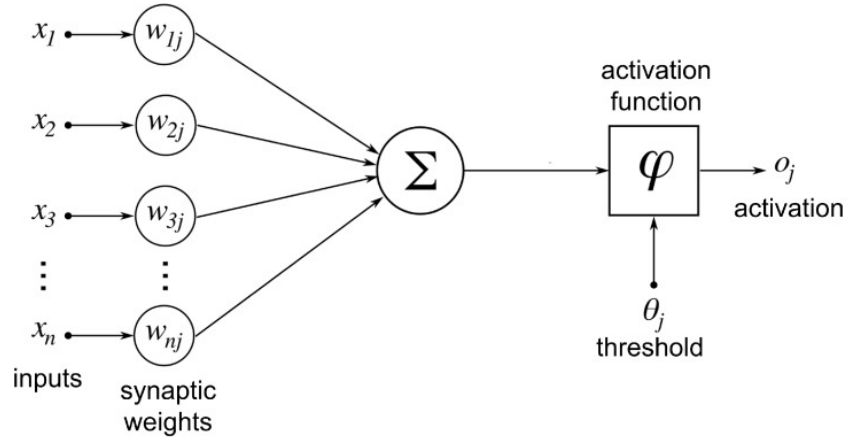 x₁ w₁ⱼ
activation
function
x₂ w₂ⱼ
Σ φ oⱼ
activation
x₃ w₃ⱼ
⋮ ⋮
θⱼ
threshold
xₙ wₙⱼ
inputs
synaptic
weights